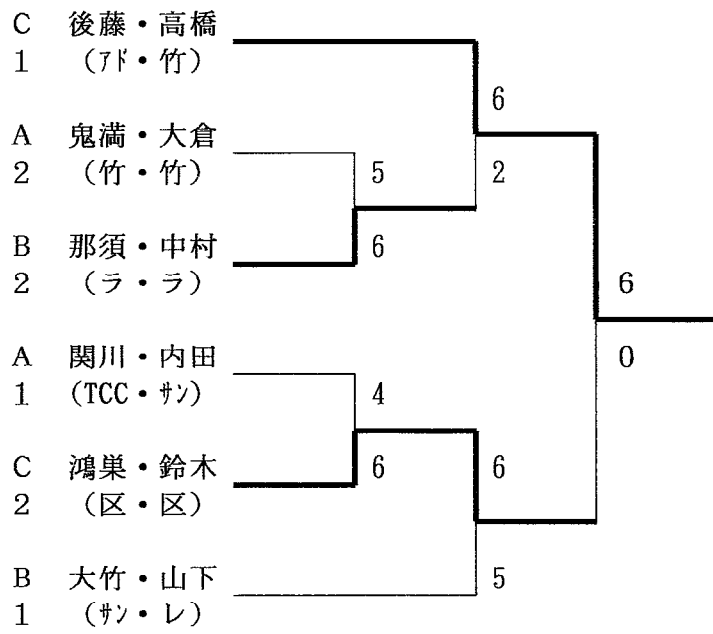 C 後藤・高橋
1 (ｱﾄﾞ・竹)
6
A 鬼満・大倉
2 (竹・竹)
5
2
B 那須・中村
2 (ラ・ラ)
6
6
A 関川・内田
1 (TCC・ｻﾝ)
4
0
C 鴻巣・鈴木
2 (区・区)
6
6
B 大竹・山下
1 (ｻﾝ・レ)
5